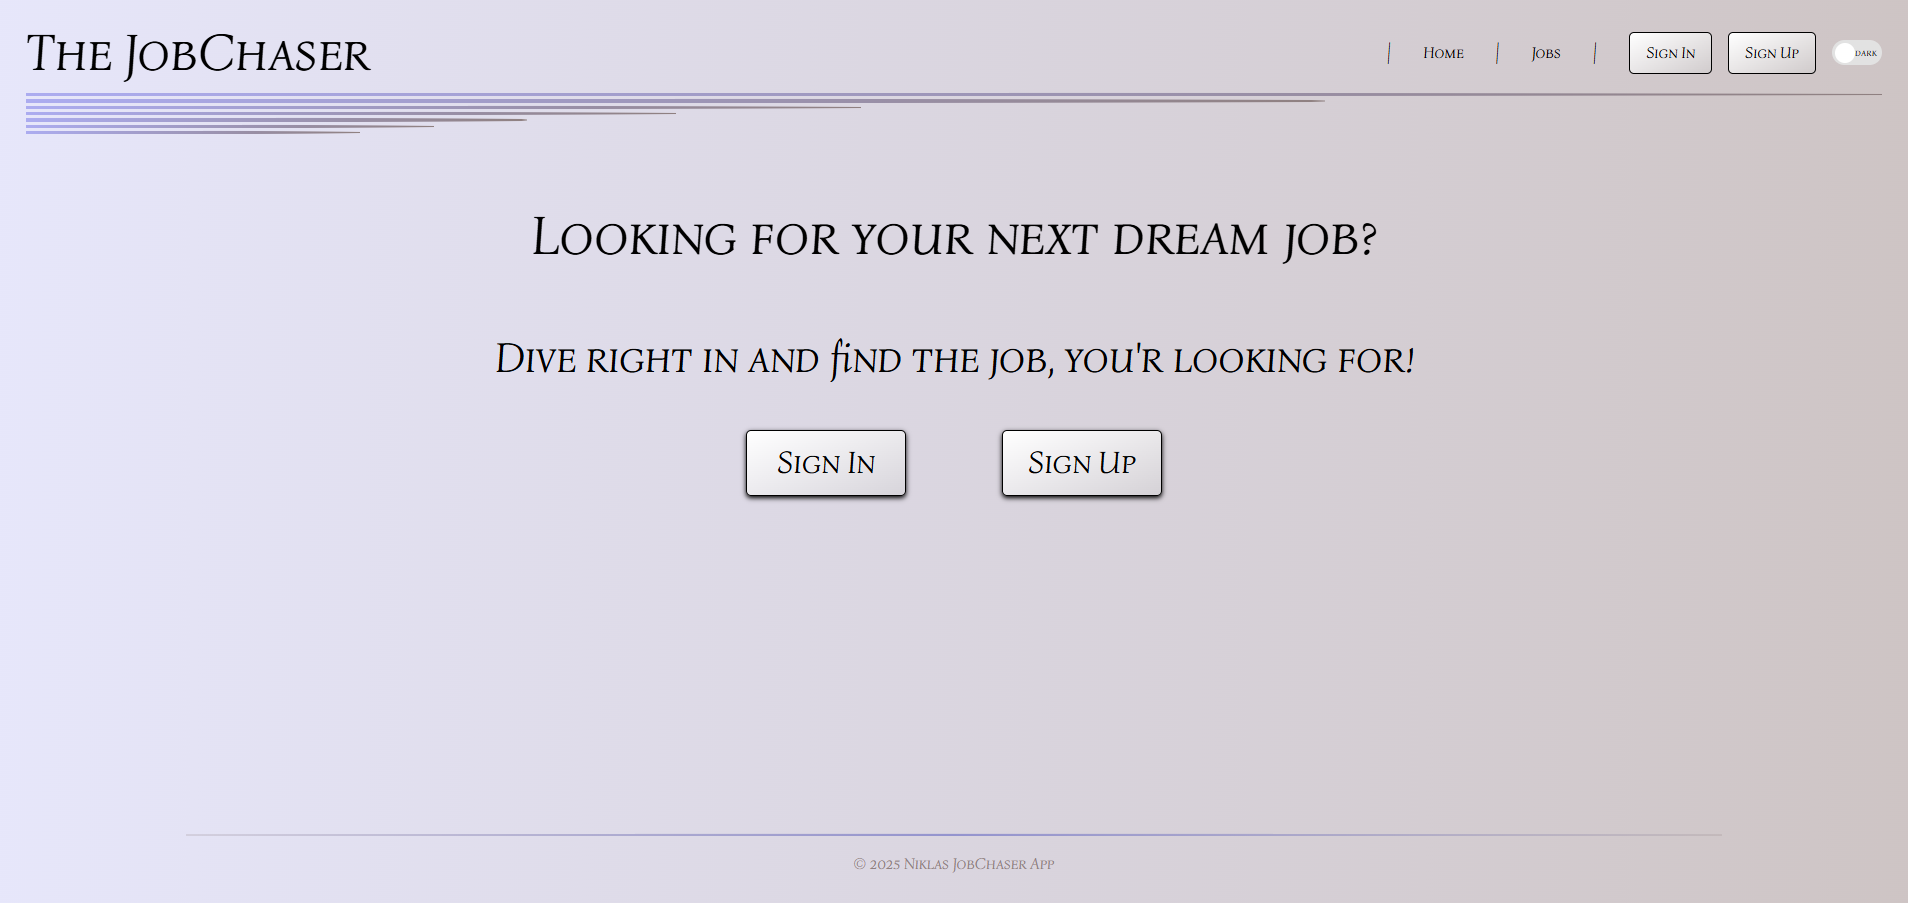 The JobChaser
Home
Jobs
Sign In
Sign Up
DARK
Looking for your next dream job?
Dive right in and find the job, you'r looking for!
Sign In
Sign Up
© 2025 Niklas JobChaser App